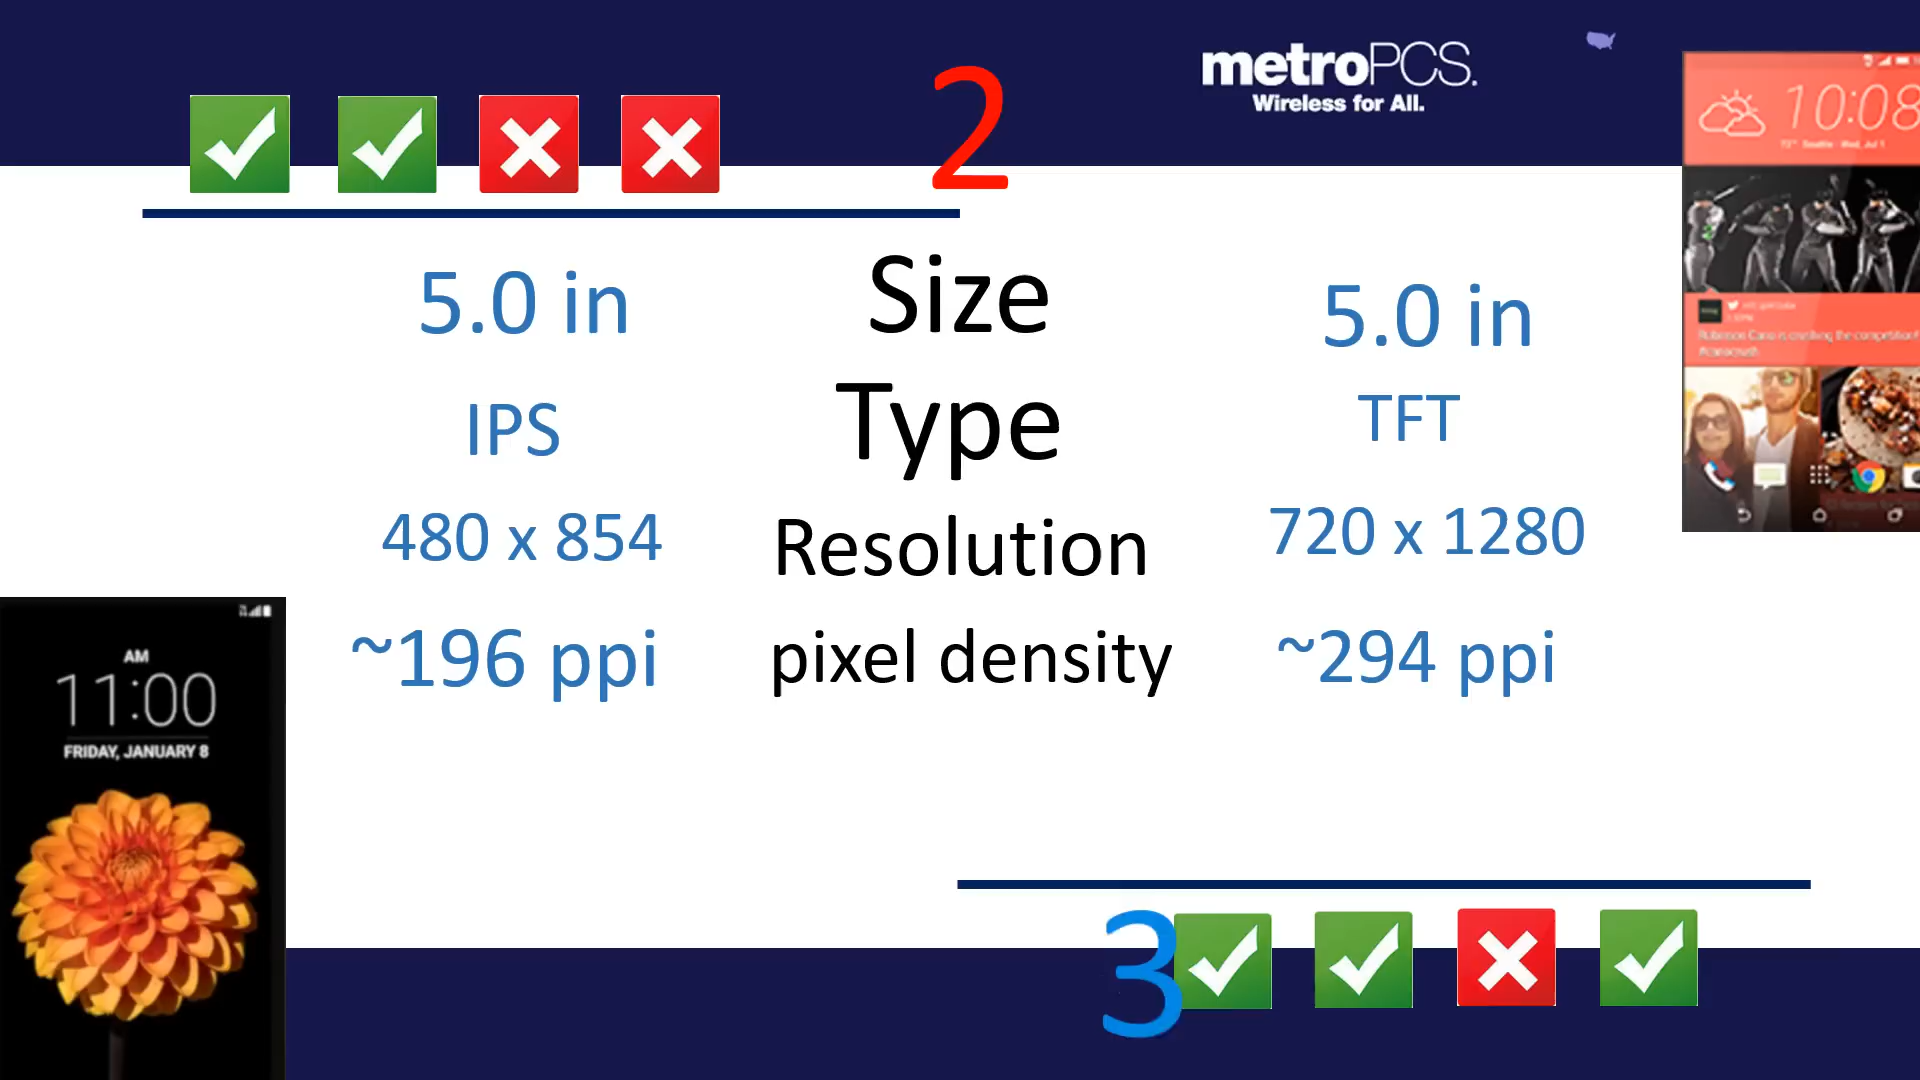 metroPCS.
Wireless for All.
2
10:08
5.0 in Size 5.0 in
IPS Type TFT
480 x 854 Resolution 720 x 1280
~196 ppi pixel density ~294 ppi
AM
11:00
FRIDAY, JANUARY 8
3